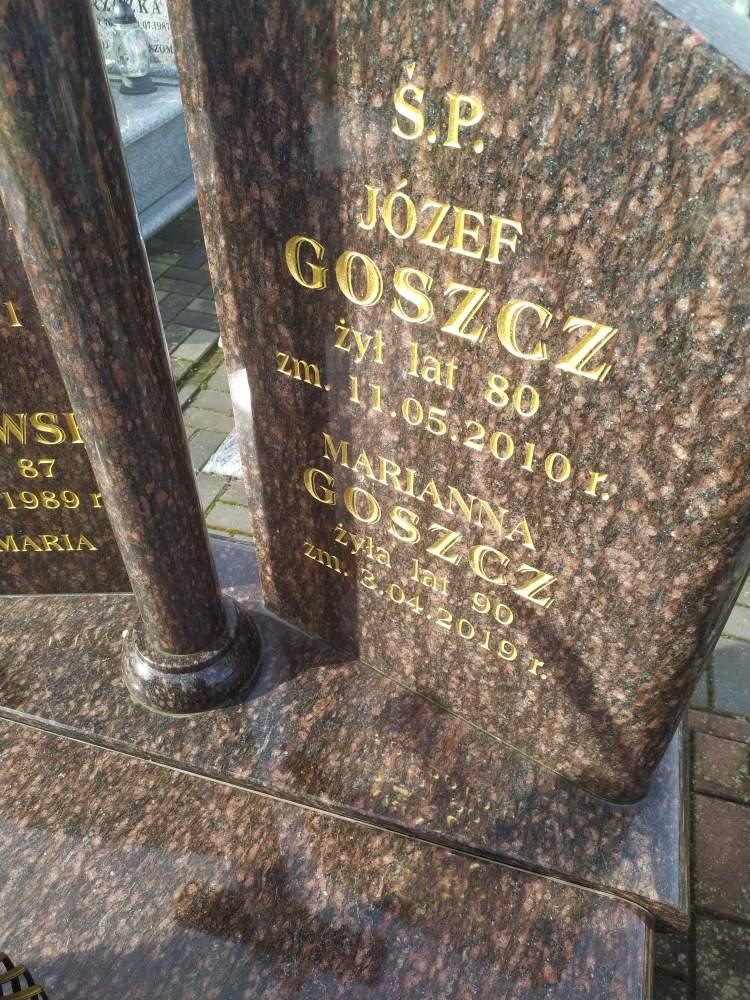 Ś.P.
JÓZEF
GOSZCZ
żył lat 80
zm. 11.05.2010 r.
MARIANNA
GOSZCZ
żyła lat 90
zm. 3.04.2019 r.
WSKI
87
1989 r
MARIA